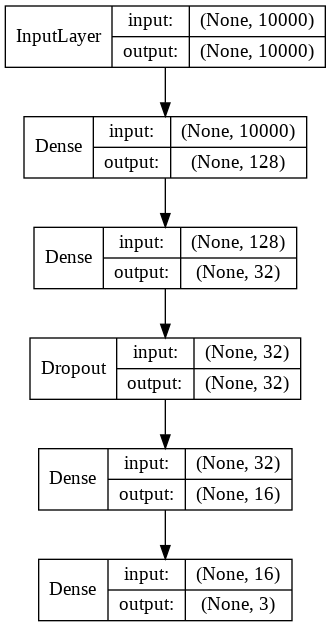 InputLayer
input: (None, 10000)
output: (None, 10000)
Dense
input: (None, 10000)
output: (None, 128)
Dense
input: (None, 128)
output: (None, 32)
Dropout
input: (None, 32)
output: (None, 32)
Dense
input: (None, 32)
output: (None, 16)
Dense
input: (None, 16)
output: (None, 3)